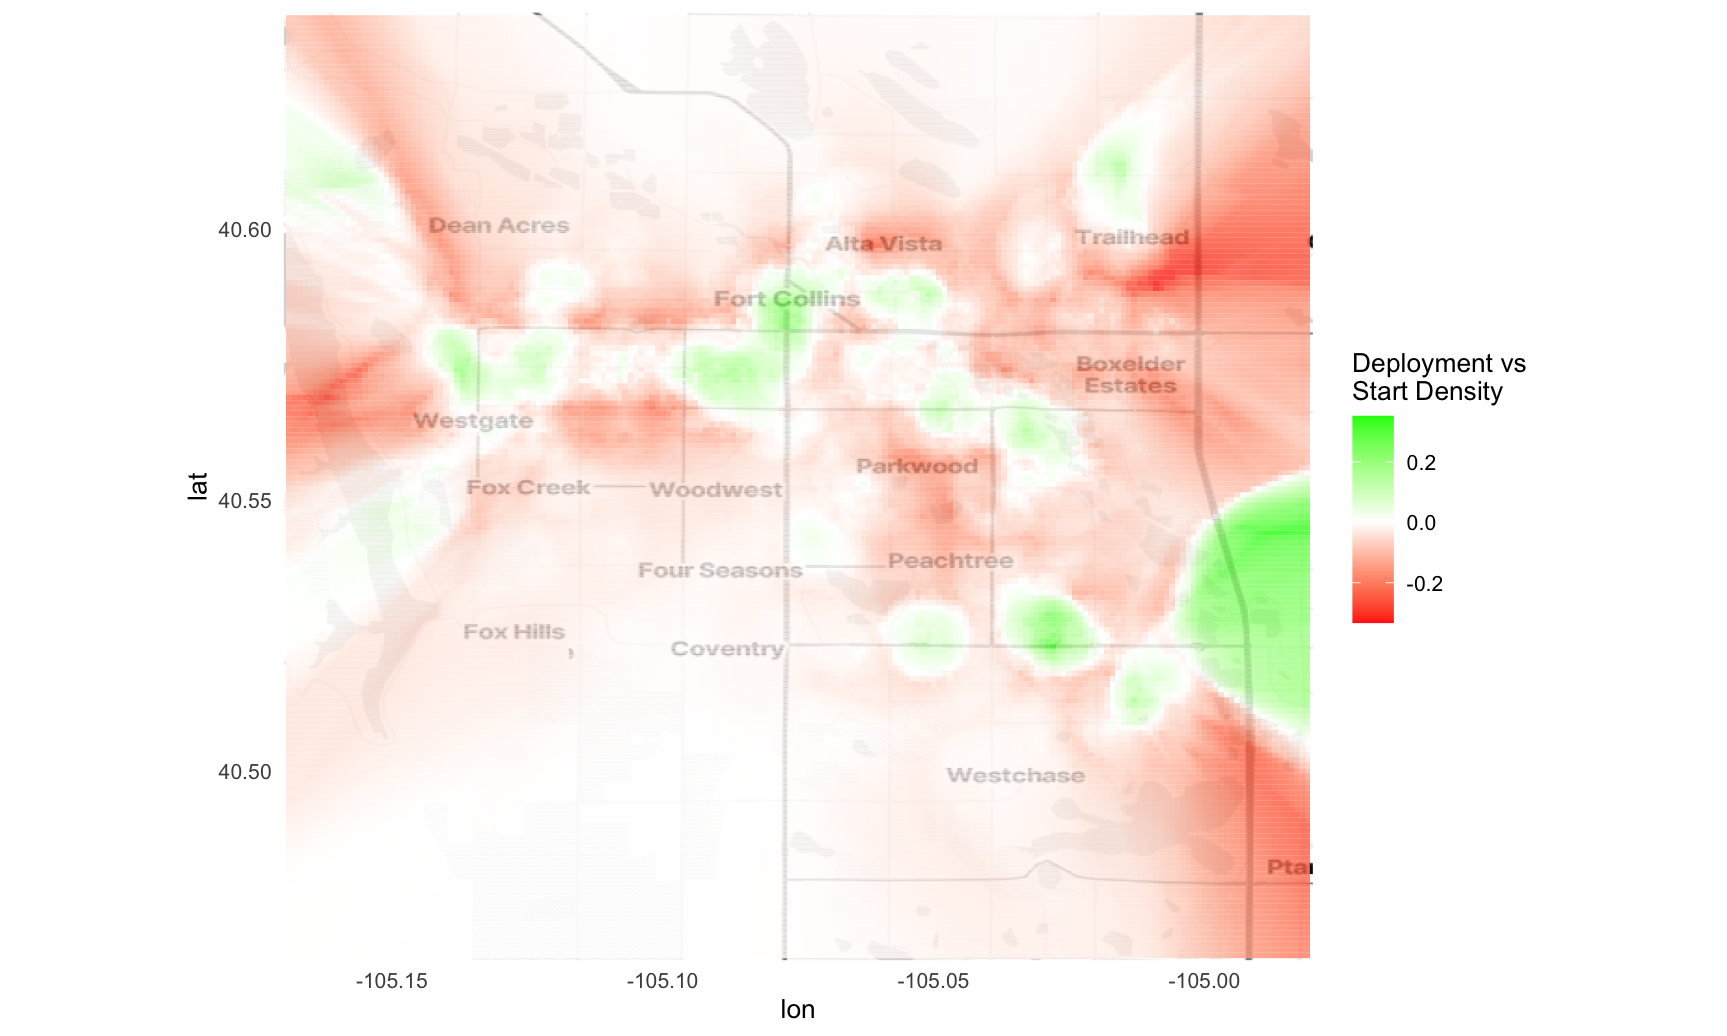 40.60
40.55
40.50
lat
-105.15
-105.10
-105.05
-105.00
lon
Dean Acres
Alta Vista
Trailhead
Fort Collins
Boxelder
Estates
Westgate
Parkwood
Fox Creek
Woodwest
Four Seasons
Peachtree
Fox Hills
Coventry
Westchase
Ptar
Deployment vs
Start Density
0.2
0.0
-0.2